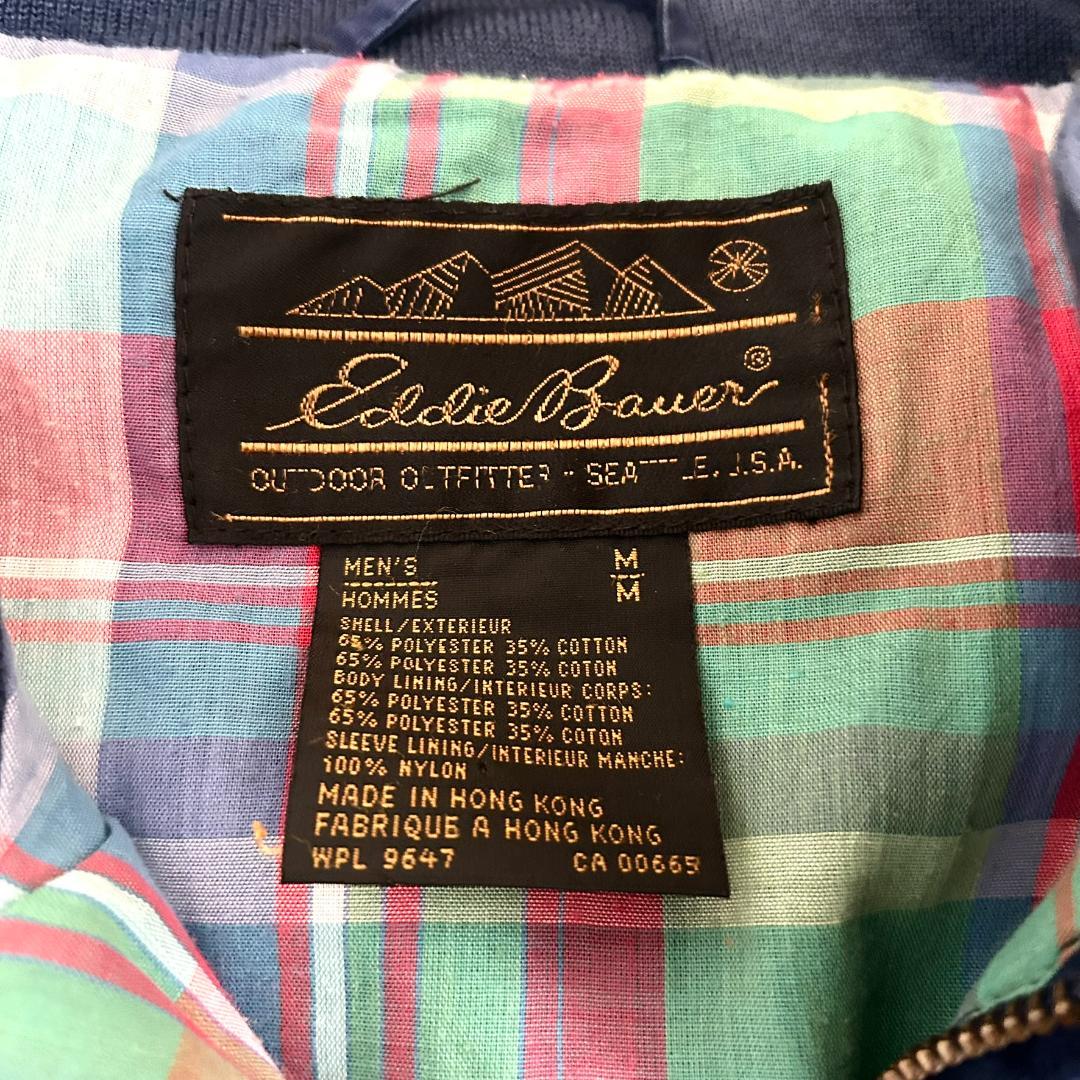 Eddie Bauer ®
OUTDOOR OUTFITTER - SEATTLE, U.S.A.
MEN'S M
HOMMES M
SHELL/EXTERIEUR
65% POLYESTER 35% COTTON
65% POLYESTER 35% COTON
BODY LINING/INTERIEUR CORPS:
65% POLYESTER 35% COTTON
65% POLYESTER 35% COTON
SLEEVE LINING/INTERIEUR MANCHE:
100% NYLON
MADE IN HONG KONG
FABRIQUE A HONG KONG
WPL 9647 CA 00665